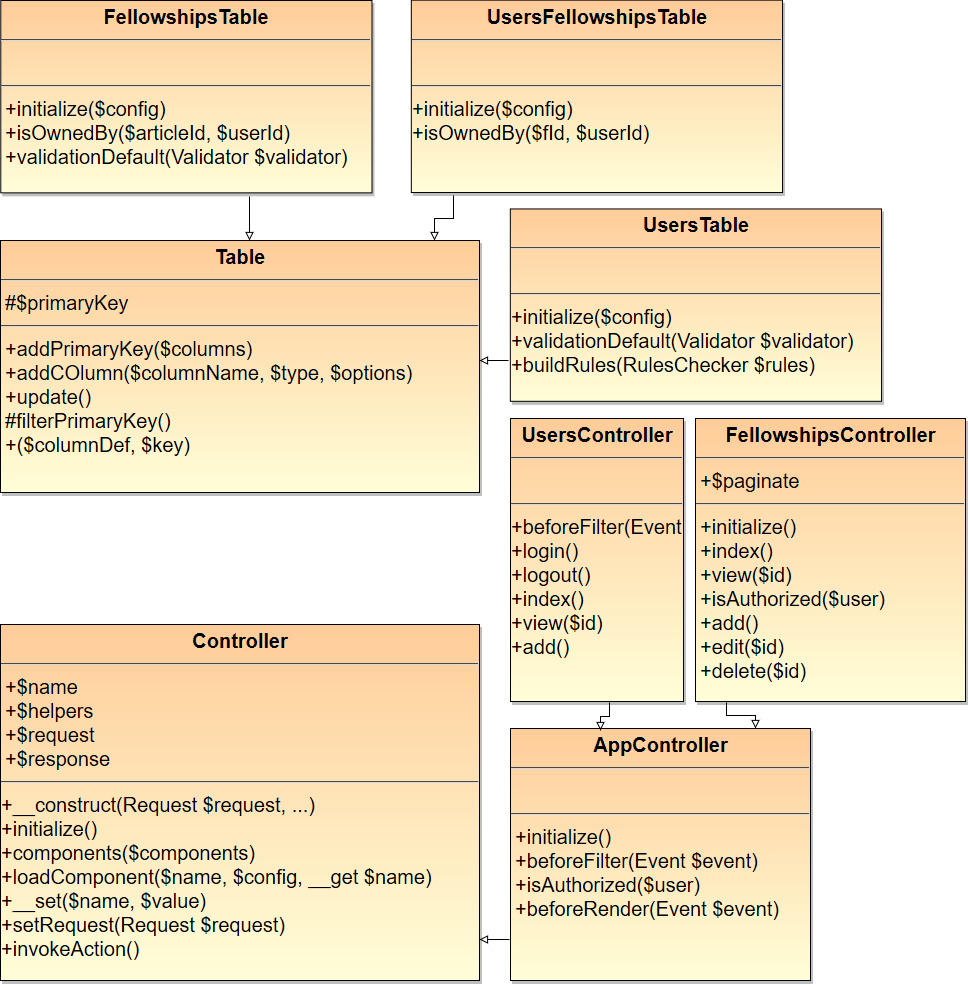 FellowshipsTable
+initialize($config)
+isOwnedBy($articleId, $userId)
+validationDefault(Validator $validator)
UsersFellowshipsTable
+initialize($config)
+isOwnedBy($fId, $userId)
UsersTable
+initialize($config)
+validationDefault(Validator $validator)
+buildRules(RulesChecker $rules)
Table
#$primaryKey
+addPrimaryKey($columns)
+addCOlumn($columnName, $type, $options)
+update()
#filterPrimaryKey()
+($columnDef, $key)
UsersController
+beforeFilter(Event
+login()
+logout()
+index()
+view($id)
+add()
FellowshipsController
+$paginate
+initialize()
+index()
+view($id)
+isAuthorized($user)
+add()
+edit($id)
+delete($id)
Controller
+$name
+$helpers
+$request
+$response
+__construct(Request $request, ...)
+initialize()
+components($components)
+loadComponent($name, $config, __get $name)
+__set($name, $value)
+setRequest(Request $request)
+invokeAction()
AppController
+initialize()
+beforeFilter(Event $event)
+isAuthorized($user)
+beforeRender(Event $event)